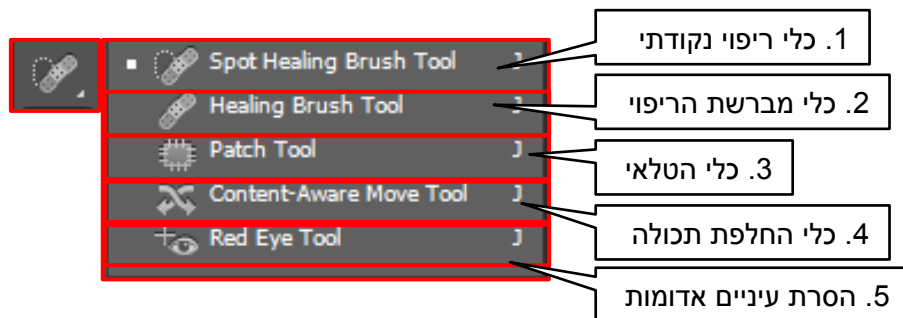 1. כלי ריפוי נקודתי
Spot Healing Brush Tool J
2. כלי מברשת הריפוי
Healing Brush Tool J
3. כלי הטלאי
Patch Tool J
4. כלי החלפת תכולה
Content-Aware Move Tool J
5. הסרת עיניים אדומות
Red Eye Tool J